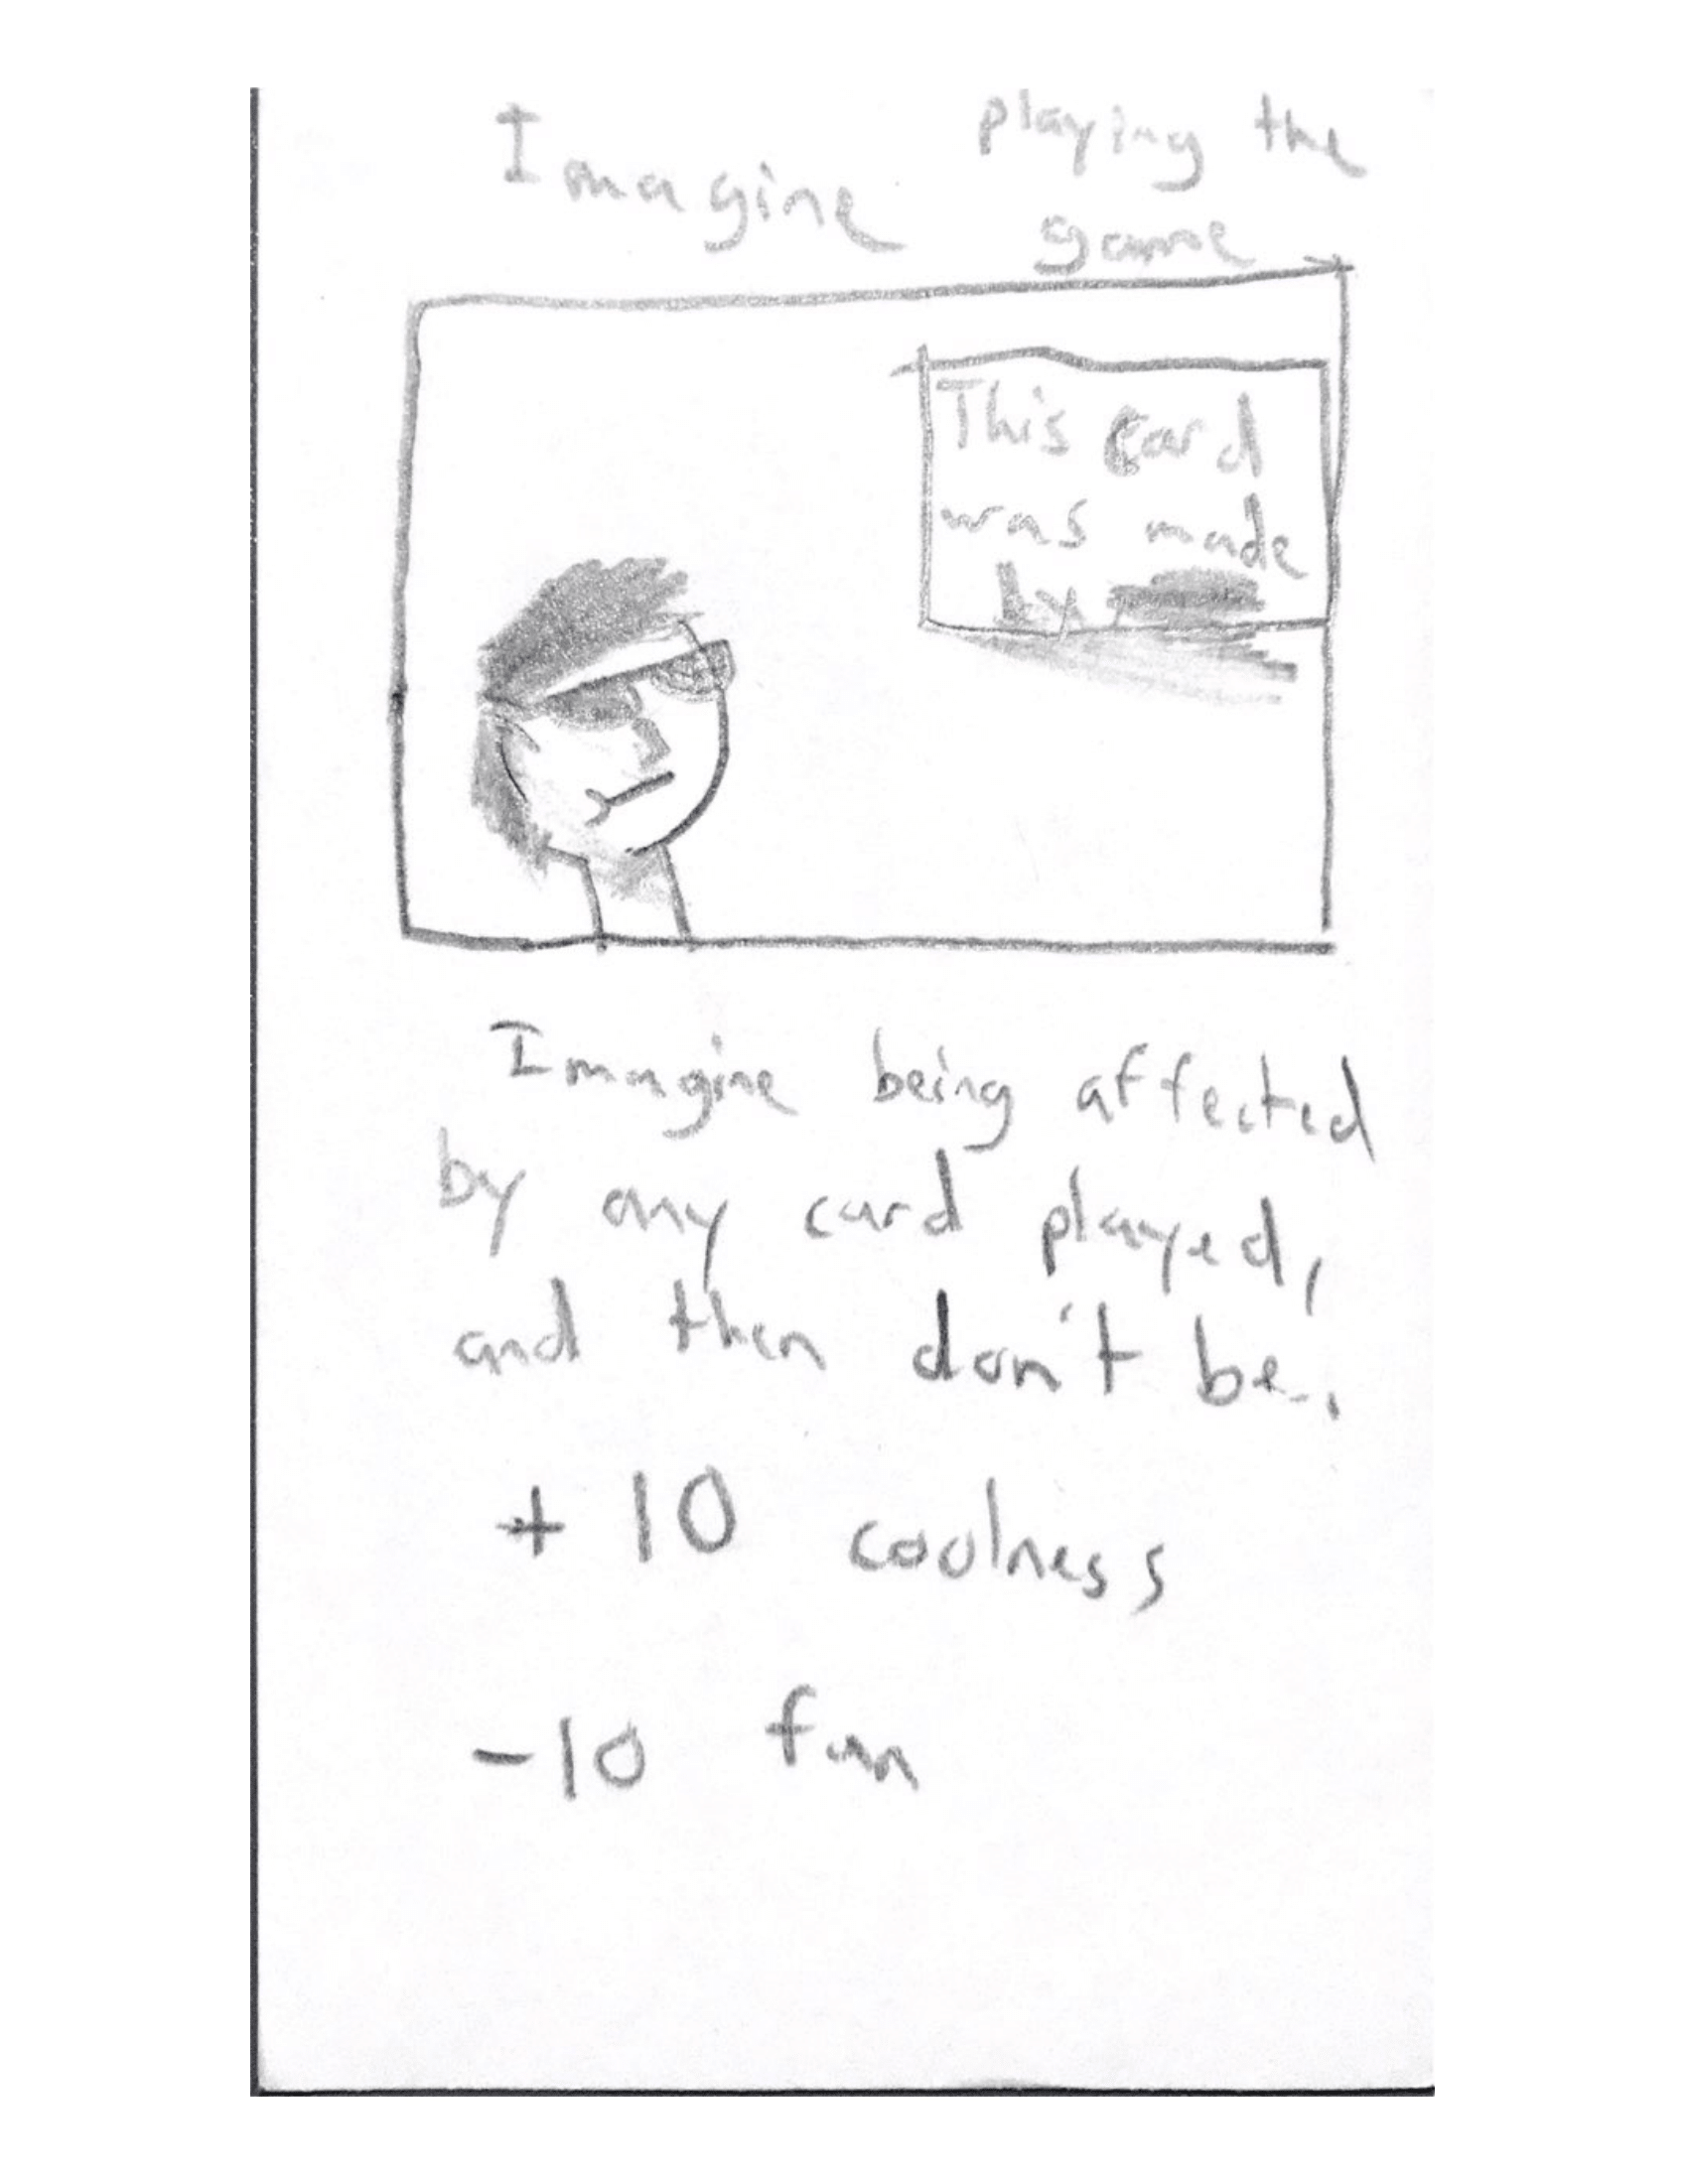 Imagine playing the
game
This card
was made
by
Imagine being affected
by any card played,
and then don't be.
+10 coolness
-10 fun